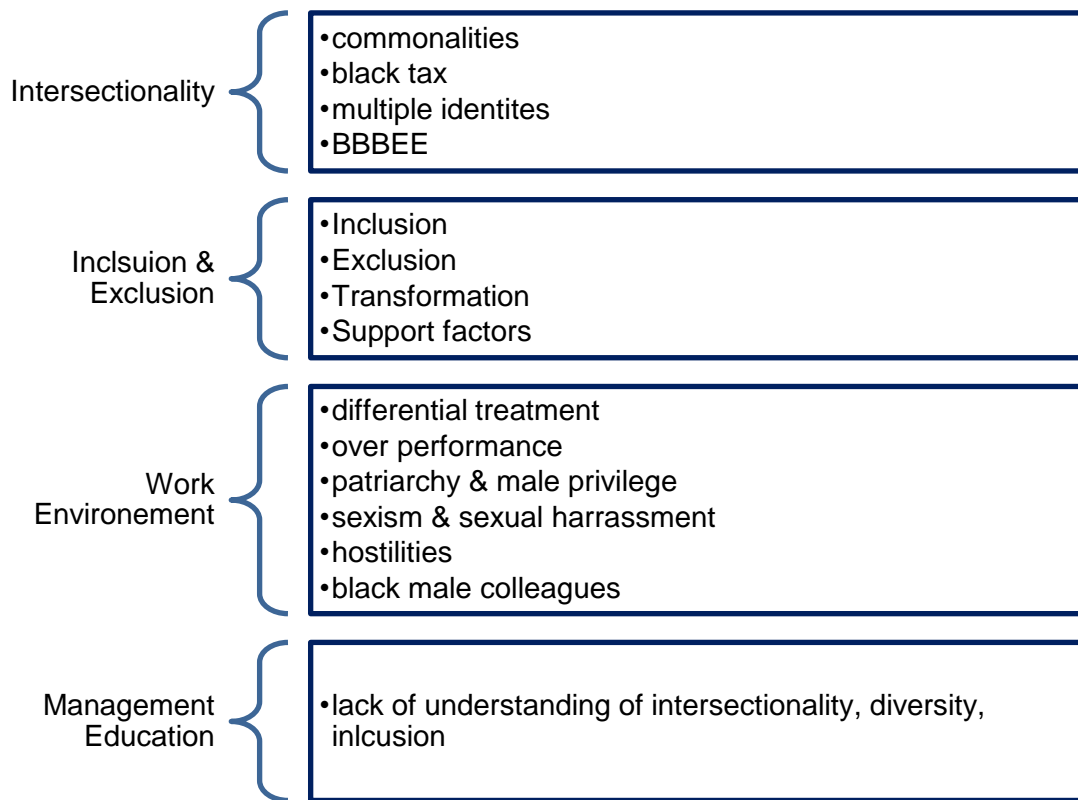 Intersectionality
•commonalities
•black tax
•multiple identites
•BBBEE
Inclsuion &
Exclusion
•Inclusion
•Exclusion
•Transformation
•Support factors
Work
Environement
•differential treatment
•over performance
•patriarchy & male privilege
•sexism & sexual harrassment
•hostilities
•black male colleagues
Management
Education
•lack of understanding of intersectionality, diversity,
inlcusion